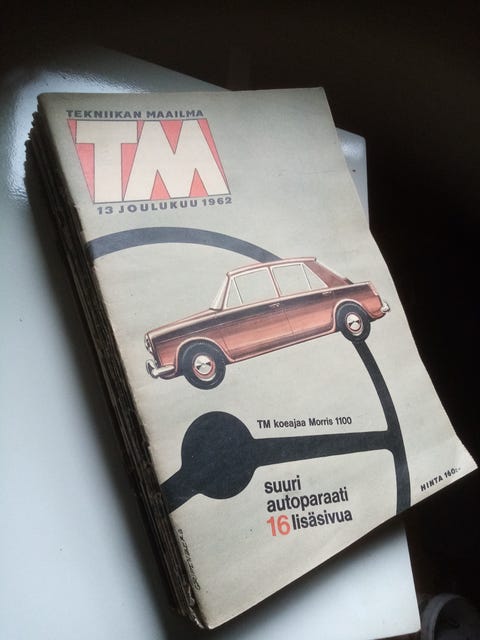 TEKNIIKAN MAAILMA
TM
13 JOULUKUU 1962
TM koeajaa Morris 1100
suuri
autoparaati
16 lisäsivua
HINTA 160:-